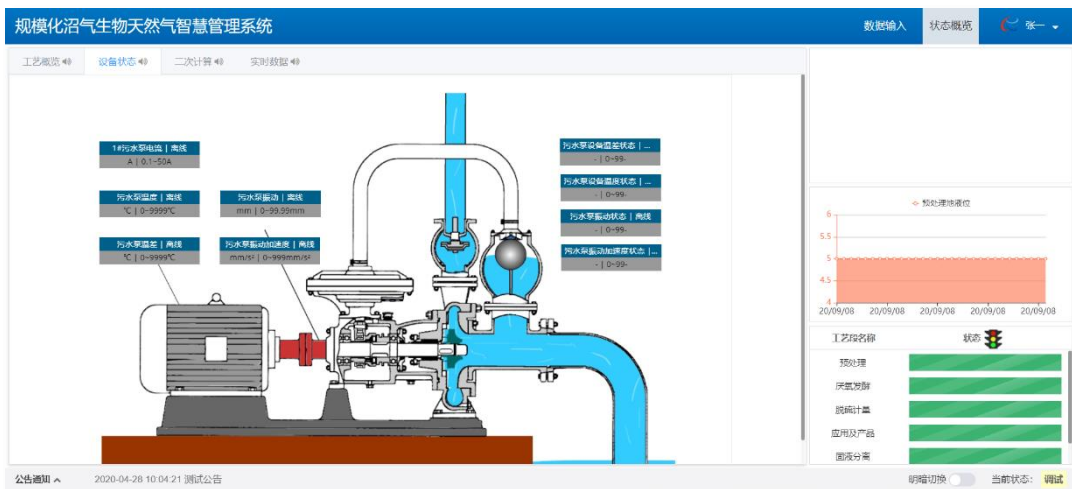 规模化沼气生物天然气智慧管理系统
数据输入
状态概览
张一
工艺概览
设备状态
二次计算
实时数据
1#污水泵电流 | 离线
A | 0.1~50A
污水泵温度 | 离线
℃ | 0~9999℃
污水泵振动 | 离线
mm | 0~99.99mm
污水泵温差 | 离线
℃ | 0~9999℃
污水泵振动加速度 | 离线
mm/s² | 0~999mm/s²
污水泵设备温差状态 | ...
- | 0~99-
污水泵设备温度状态 | ...
- | 0~99-
污水泵振动状态 | 离线
- | 0~99-
污水泵振动加速度状态 | ...
- | 0~99-
预处理池液位
6
5.5
5
4.5
4
20/09/08 20/09/08 20/09/08 20/09/08 20/09/08
工艺段名称 状态
预处理
厌氧发酵
脱硫计量
应用及产品
固液分离
公告通知 2020-04-28 10:04:21 测试公告
明暗切换
当前状态: 调试